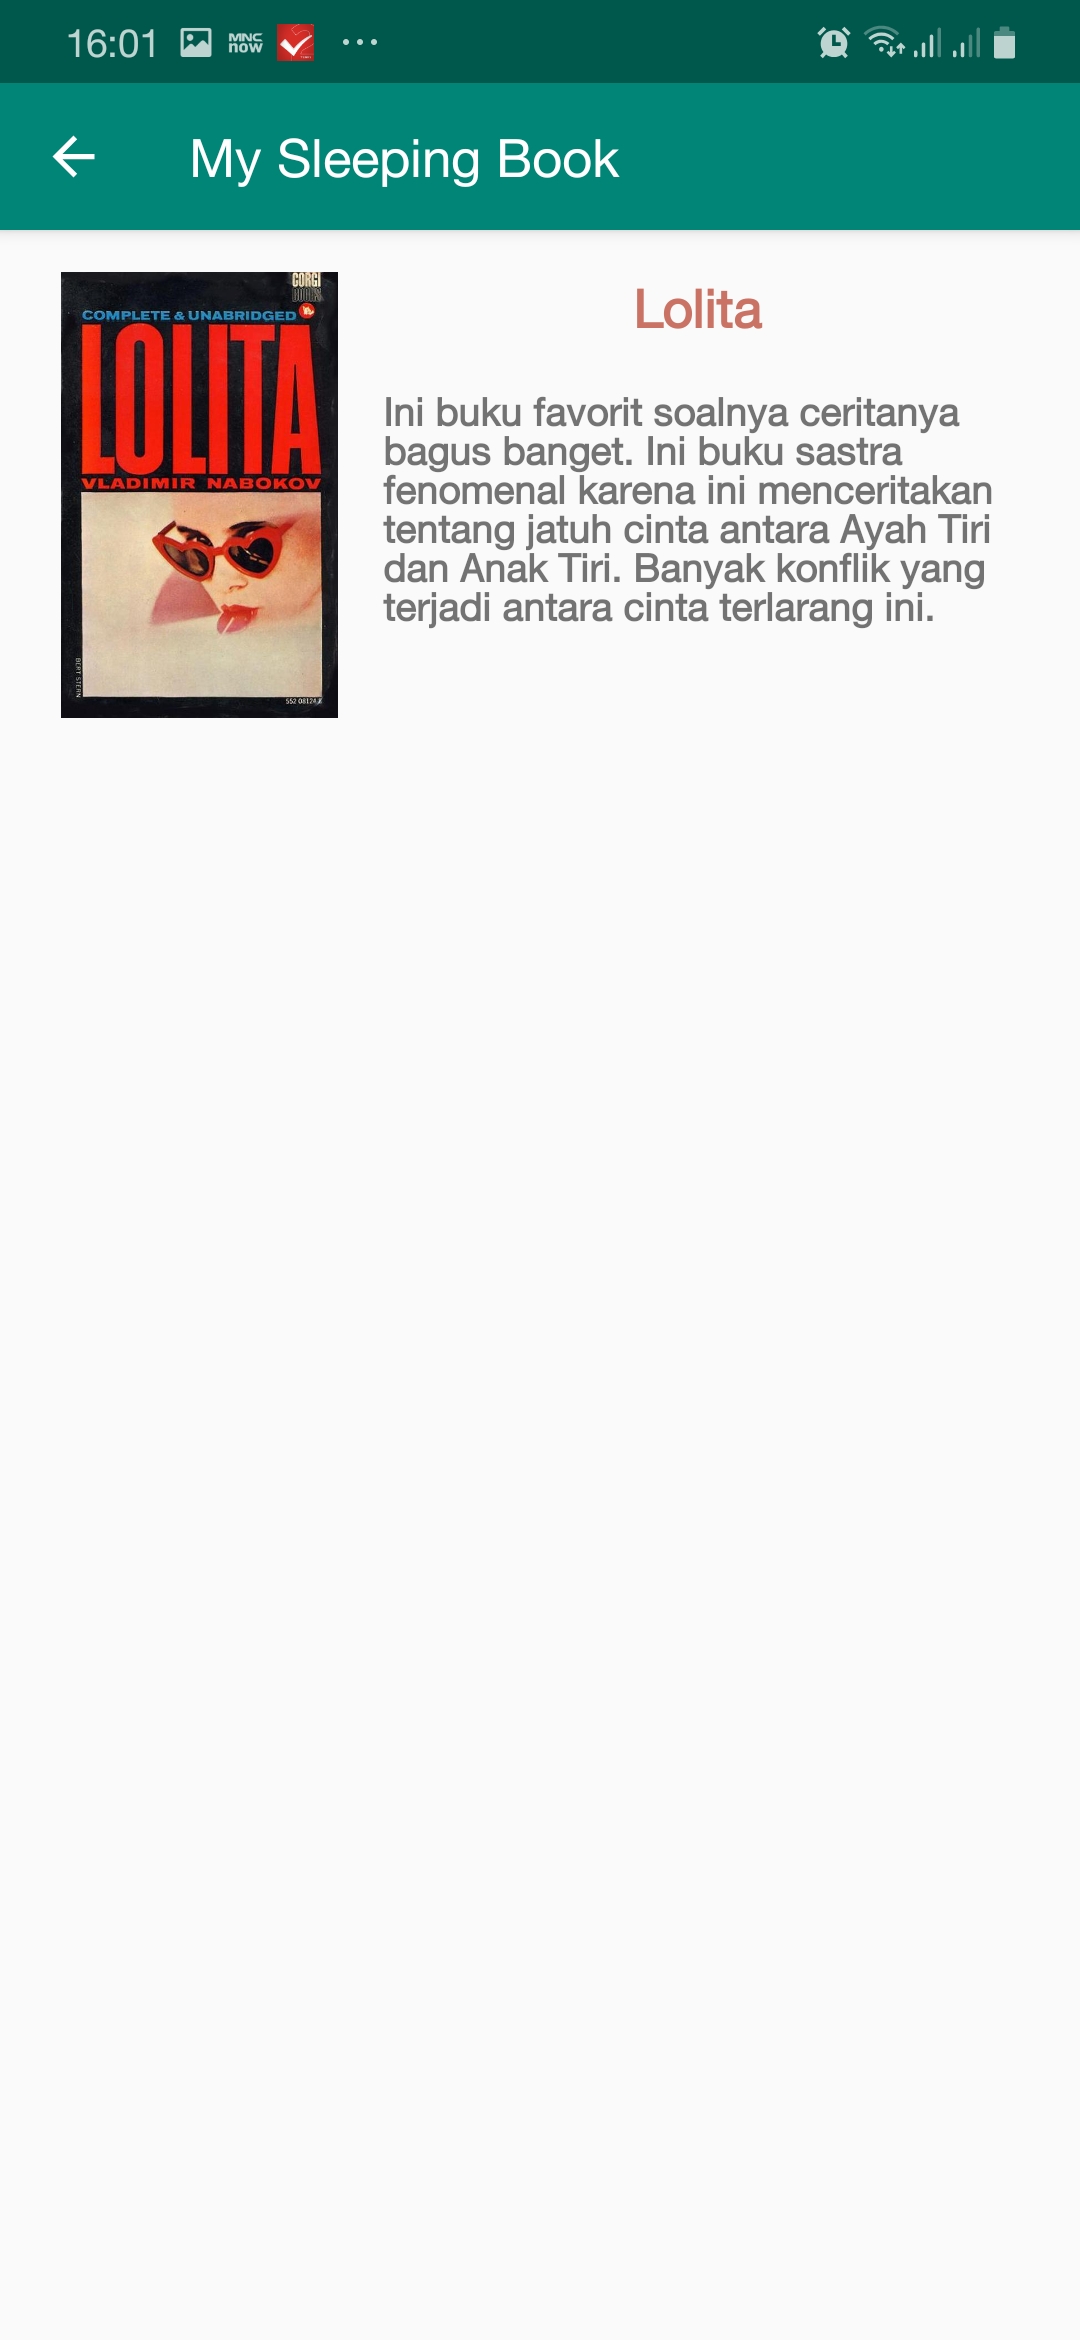 16:01
MNC
now
My Sleeping Book
CORGI
BOOKS
COMPLETE & UNABRIDGED
LOLITA
VLADIMIR NABOKOV
BERT STERN
552 08124
Lolita
Ini buku favorit soalnya ceritanya
bagus banget. Ini buku sastra
fenomenal karena ini menceritakan
tentang jatuh cinta antara Ayah Tiri
dan Anak Tiri. Banyak konflik yang
terjadi antara cinta terlarang ini.